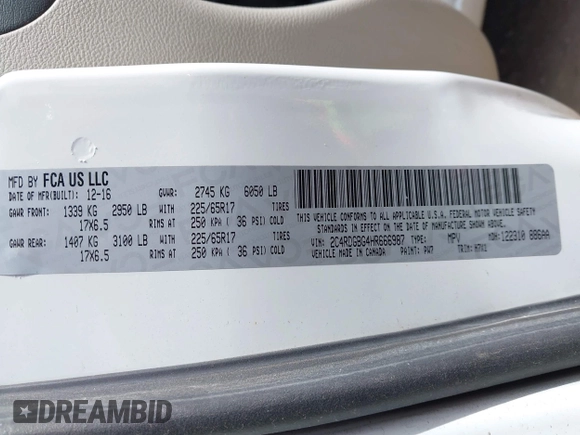 MFD BY FCA US LLC
DATE OF MFR(BUILT): 12-16 GVWR: 2745 KG 6050 LB
GAWR FRONT: 1339 KG 2950 LB WITH 225/65R17 TIRES
17X6.5 RIMS AT 250 KPA ( 36 PSI) COLD
GAWR REAR: 1407 KG 3100 LB WITH 225/65R17 TIRES
17X6.5 RIMS AT 250 KPA ( 36 PSI) COLD
THIS VEHICLE CONFORMS TO ALL APPLICABLE U.S.A. FEDERAL MOTOR VEHICLE SAFETY
STANDARDS IN EFFECT ON THE DATE OF MANUFACTURE SHOWN ABOVE.
VIN: 2C4RDGBG4HR666987 TYPE: MPV MDH: 122310 886AA
VEHICLE MADE IN CANADA PAINT: PW7 TRIM: H7X1
DREAMBID